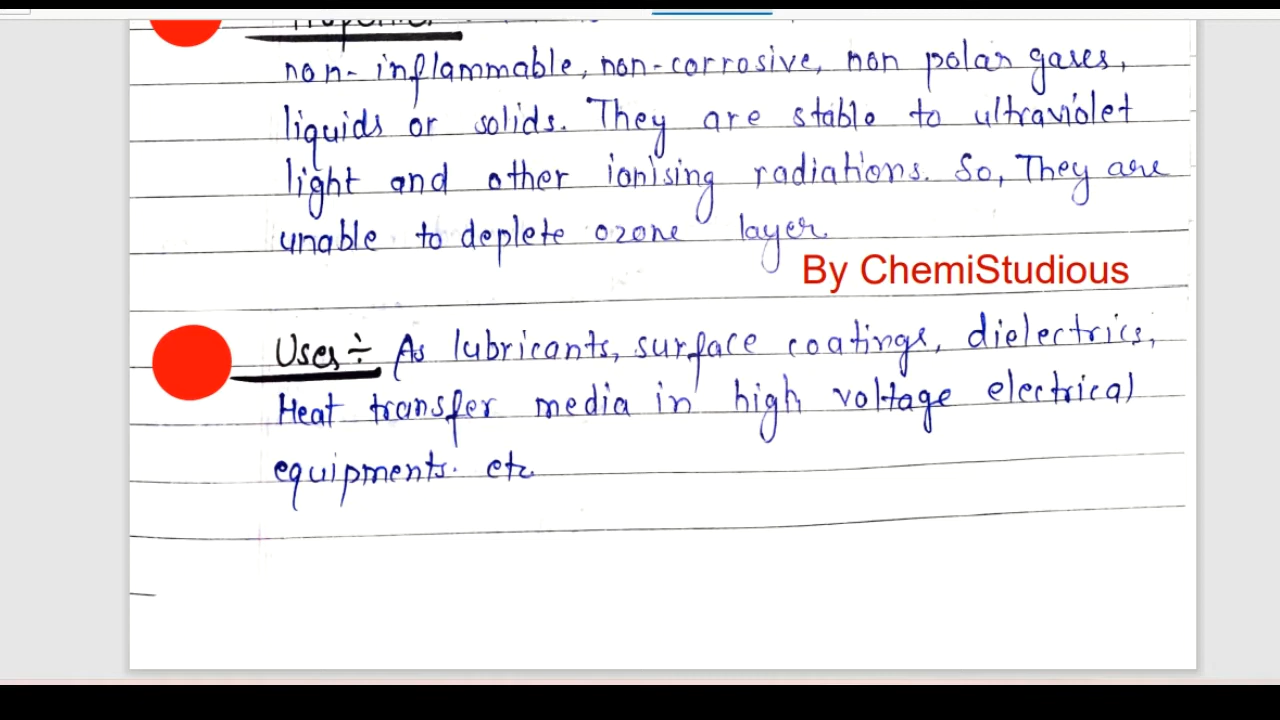 non-inflammable, non-corrosive, non polar gases,
liquids or solids. They are stable to ultraviolet
light and other ionising radiations. So, They are
unable to deplete ozone layer.
By ChemiStudious
Uses ÷ As lubricants, surface coatings, dielectrics,
Heat transfer media in high voltage electrical
equipments. etc